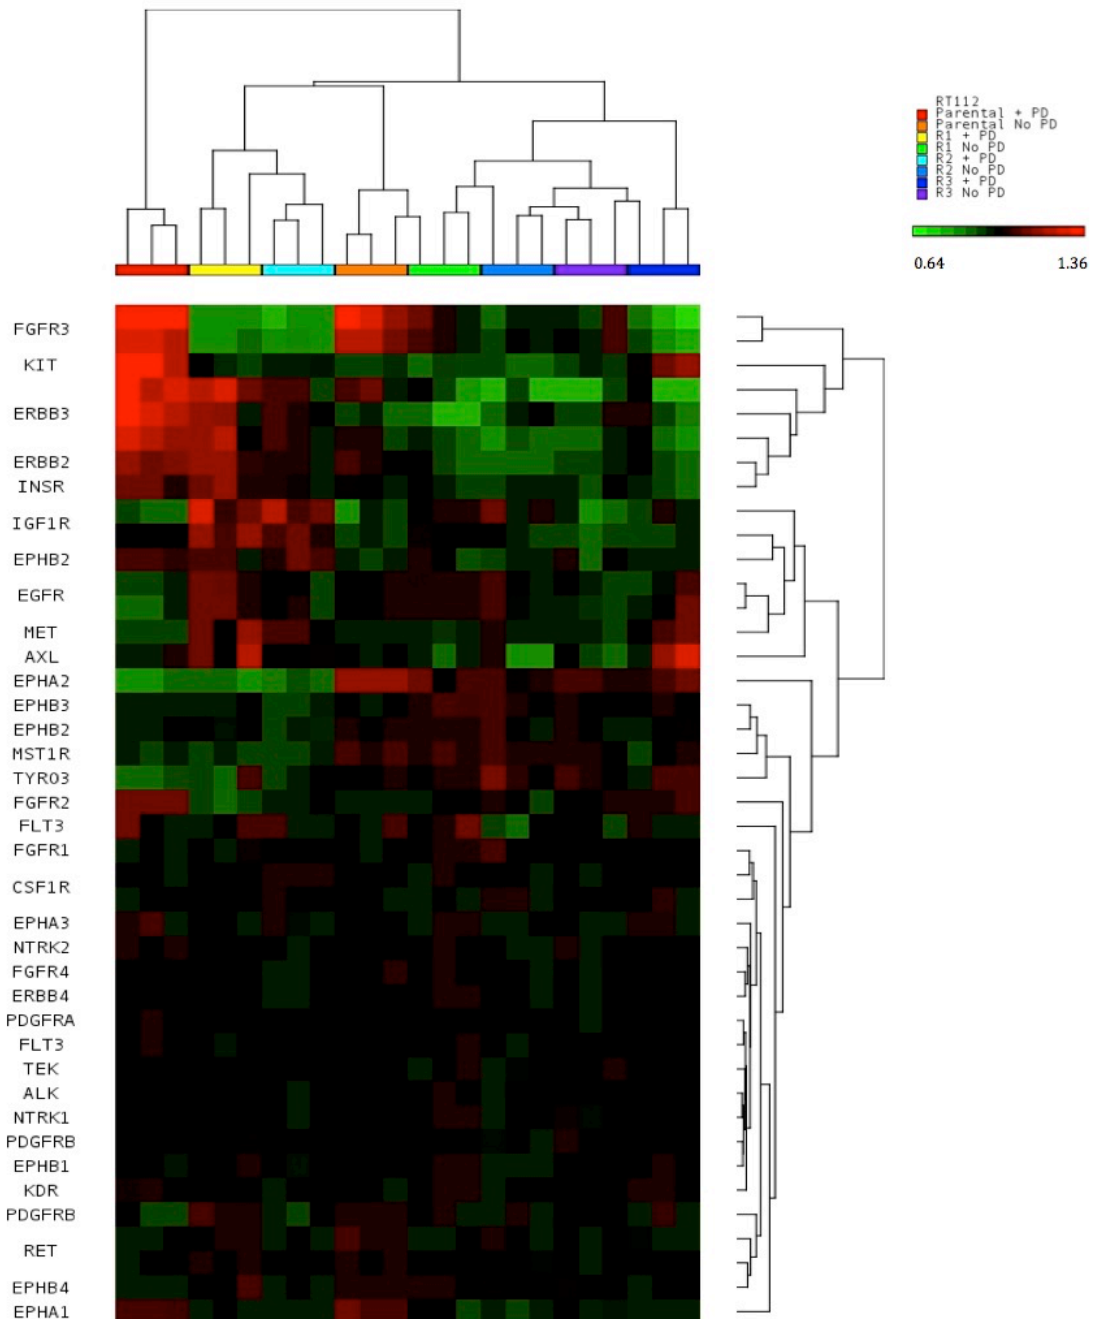 RT112
Parental + PD
Parental No PD
R1 + PD
R1 No PD
R2 + PD
R2 No PD
R3 + PD
R3 No PD
0.64 1.36
FGFR3
KIT
ERBB3
ERBB2
INSR
IGF1R
EPHB2
EGFR
MET
AXL
EPHA2
EPHB3
EPHB2
MST1R
TYRO3
FGFR2
FLT3
FGFR1
CSF1R
EPHA3
NTRK2
FGFR4
ERBB4
PDGFRA
FLT3
TEK
ALK
NTRK1
PDGFRB
EPHB1
KDR
PDGFRB
RET
EPHB4
EPHA1